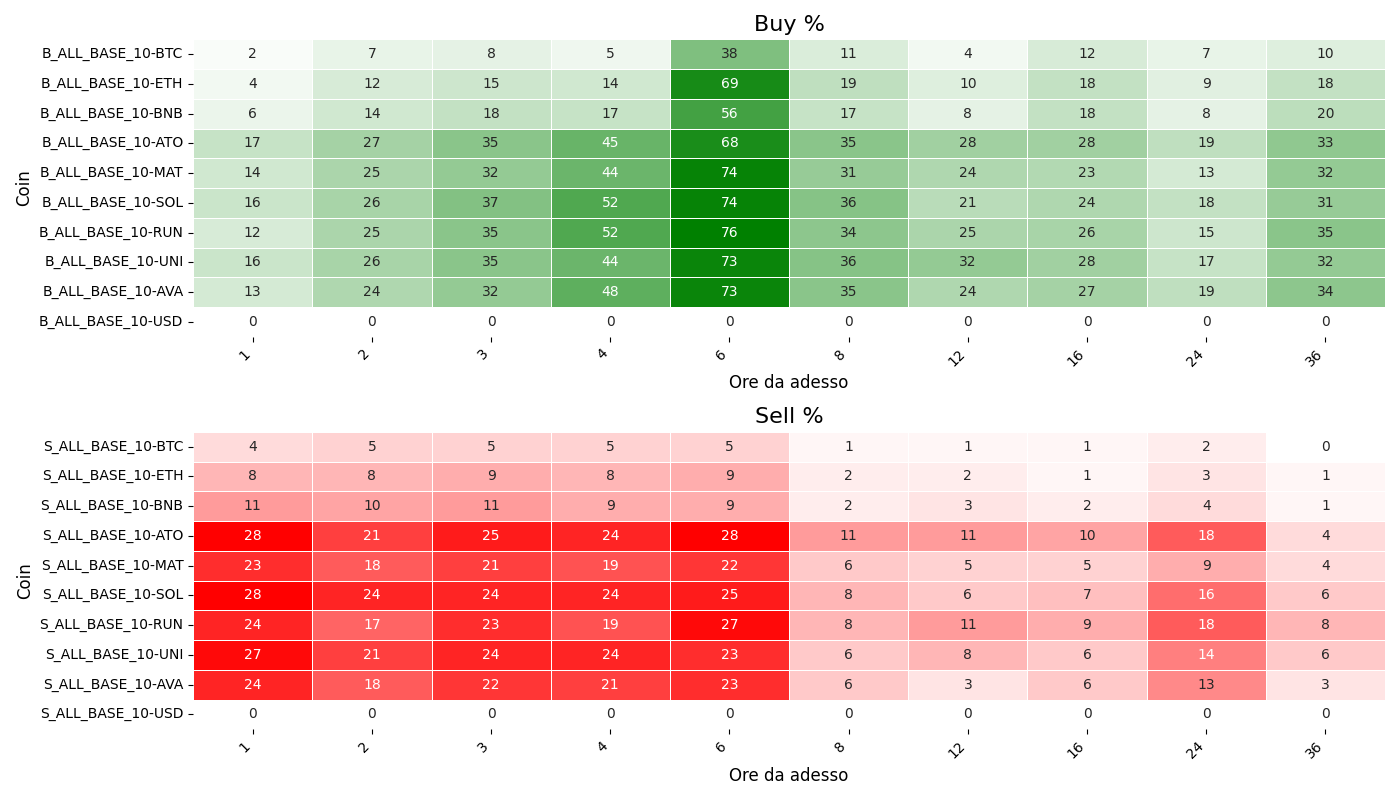 Buy %
Coin
B_ALL_BASE_10-BTC 2 7 8 5 38 11 4 12 7 10
B_ALL_BASE_10-ETH 4 12 15 14 69 19 10 18 9 18
B_ALL_BASE_10-BNB 6 14 18 17 56 17 8 18 8 20
B_ALL_BASE_10-ATO 17 27 35 45 68 35 28 28 19 33
B_ALL_BASE_10-MAT 14 25 32 44 74 31 24 23 13 32
B_ALL_BASE_10-SOL 16 26 37 52 74 36 21 24 18 31
B_ALL_BASE_10-RUN 12 25 35 52 76 34 25 26 15 35
B_ALL_BASE_10-UNI 16 26 35 44 73 36 32 28 17 32
B_ALL_BASE_10-AVA 13 24 32 48 73 35 24 27 19 34
B_ALL_BASE_10-USD 0 0 0 0 0 0 0 0 0 0
1 2 3 4 6 8 12 16 24 36
Ore da adesso
Sell %
Coin
S_ALL_BASE_10-BTC 4 5 5 5 5 1 1 1 2 0
S_ALL_BASE_10-ETH 8 8 9 8 9 2 2 1 3 1
S_ALL_BASE_10-BNB 11 10 11 9 9 2 3 2 4 1
S_ALL_BASE_10-ATO 28 21 25 24 28 11 11 10 18 4
S_ALL_BASE_10-MAT 23 18 21 19 22 6 5 5 9 4
S_ALL_BASE_10-SOL 28 24 24 24 25 8 6 7 16 6
S_ALL_BASE_10-RUN 24 17 23 19 27 8 11 9 18 8
S_ALL_BASE_10-UNI 27 21 24 24 23 6 8 6 14 6
S_ALL_BASE_10-AVA 24 18 22 21 23 6 3 6 13 3
S_ALL_BASE_10-USD 0 0 0 0 0 0 0 0 0 0
1 2 3 4 6 8 12 16 24 36
Ore da adesso